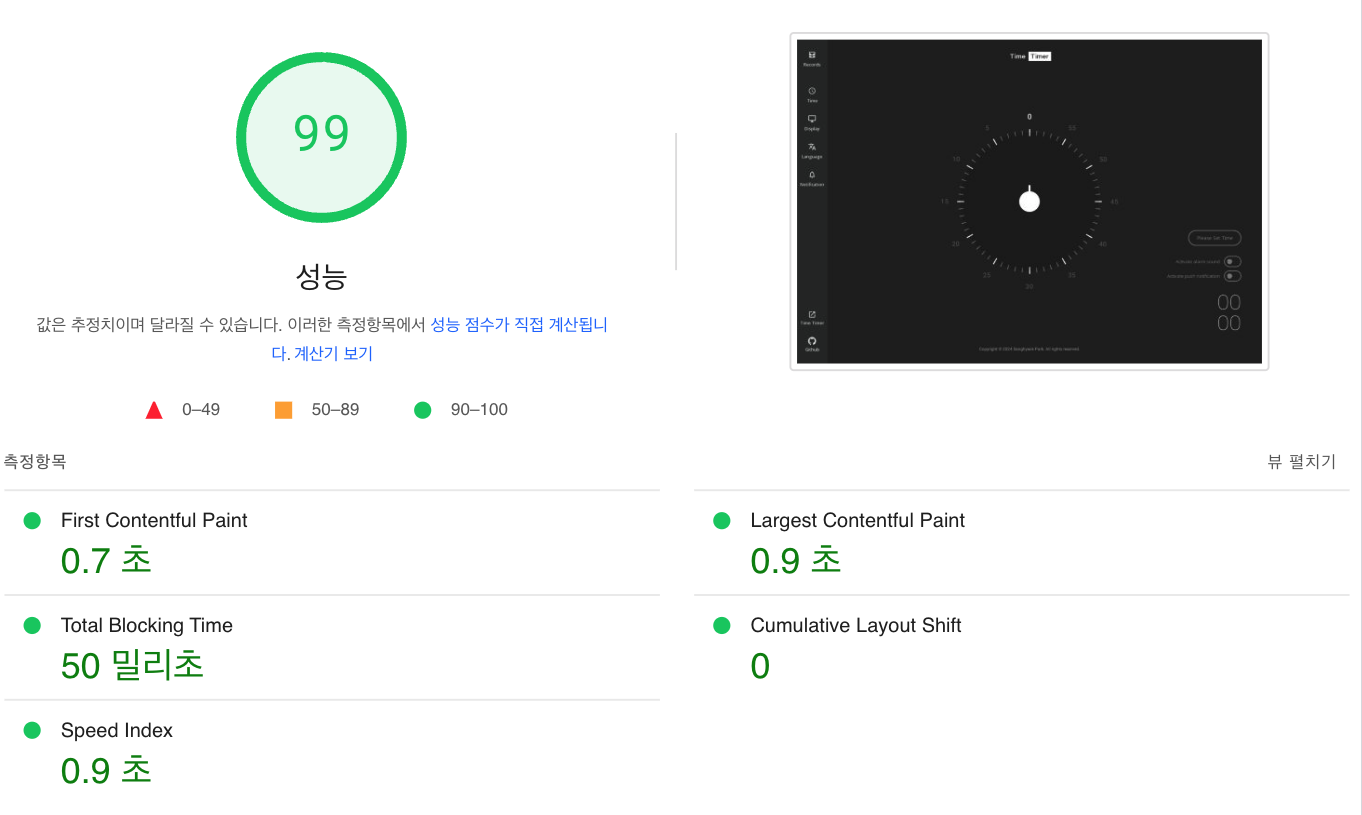 99
성능
값은 추정치이며 달라질 수 있습니다. 이러한 측정항목에서 성능 점수가 직접 계산됩니
다. 계산기 보기
0–49
50–89
90–100
Records
Time
Display
Language
Notification
Time Timer
GitHub
Time Timer
0
5
55
10
50
15
45
20
40
25
35
30
Please Set Time
Activate alarm sound
Activate push notification
00
00
측정항목
뷰 펼치기
First Contentful Paint
0.7 초
Largest Contentful Paint
0.9 초
Total Blocking Time
50 밀리초
Cumulative Layout Shift
0
Speed Index
0.9 초